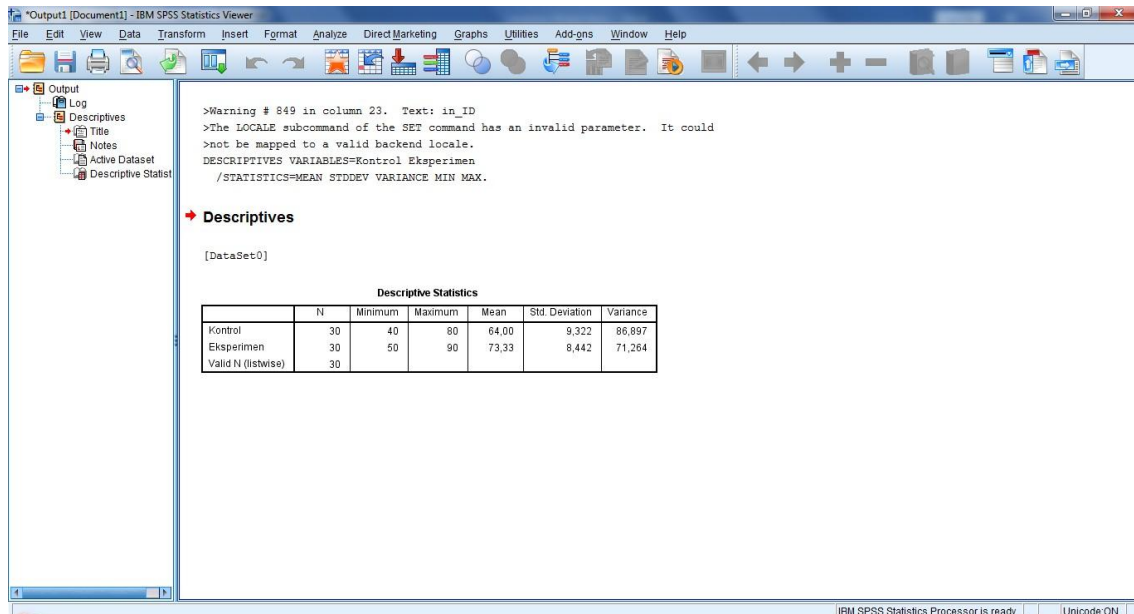 *Output1 [Document1] - IBM SPSS Statistics Viewer
File Edit View Data Transform Insert Format Analyze Direct Marketing Graphs Utilities Add-ons Window Help
Output
Log
Descriptives
Title
Notes
Active Dataset
Descriptive Statist
>Warning # 849 in column 23. Text: in_ID
>The LOCALE subcommand of the SET command has an invalid parameter. It could
>not be mapped to a valid backend locale.
DESCRIPTIVES VARIABLES=Kontrol Eksperimen
/STATISTICS=MEAN STDDEV VARIANCE MIN MAX.
Descriptives
[DataSet0]
Descriptive Statistics
N Minimum Maximum Mean Std. Deviation Variance
Kontrol 30 40 80 64,00 9,322 86,897
Eksperimen 30 50 90 73,33 8,442 71,264
Valid N (listwise) 30
IBM SPSS Statistics Processor is ready Unicode:ON